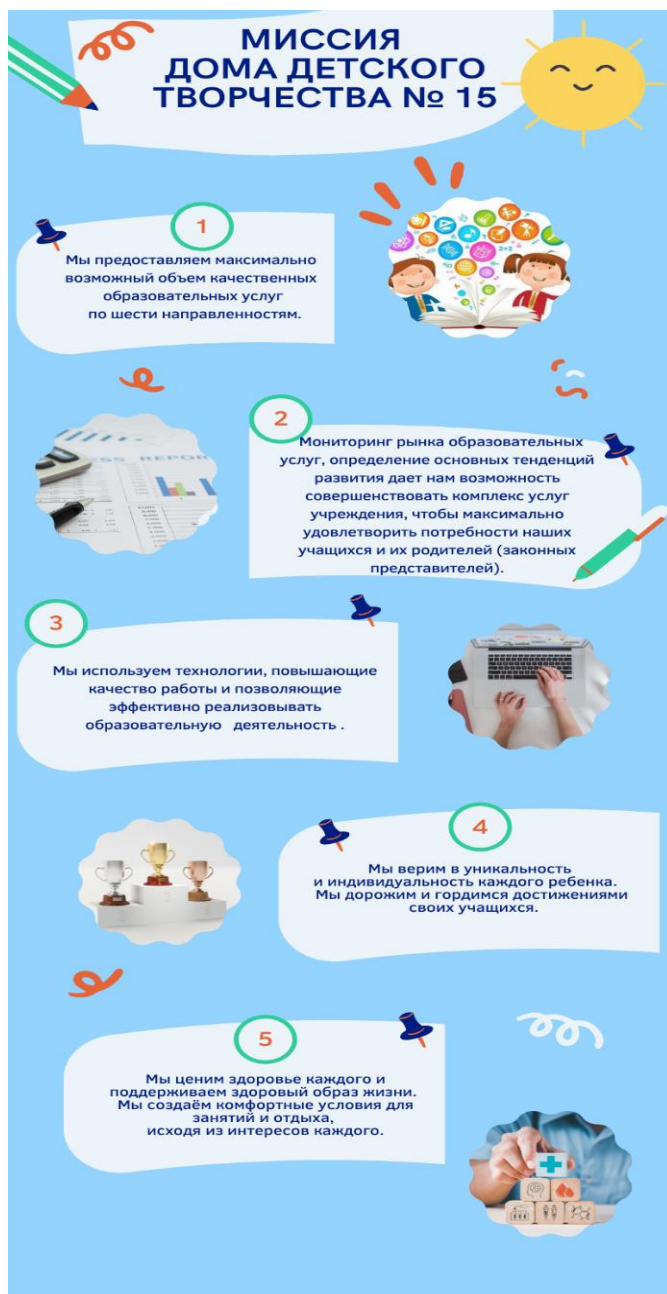 МИССИЯ
ДОМА ДЕТСКОГО
ТВОРЧЕСТВА № 15
1
Мы предоставляем максимально
возможный объем качественных
образовательных услуг
по шести направленностям.
2
Мониторинг рынка образовательных
услуг, определение основных тенденций
развития дает нам возможность
совершенствовать комплекс услуг
учреждения, чтобы максимально
удовлетворить потребности наших
учащихся и их родителей (законных
представителей).
3
Мы используем технологии, повышающие
качество работы и позволяющие
эффективно реализовывать
образовательную деятельность .
4
Мы верим в уникальность
и индивидуальность каждого ребенка.
Мы дорожим и гордимся достижениями
своих учащихся.
5
Мы ценим здоровье каждого и
поддерживаем здоровый образ жизни.
Мы создаём комфортные условия для
занятий и отдыха,
исходя из интересов каждого.